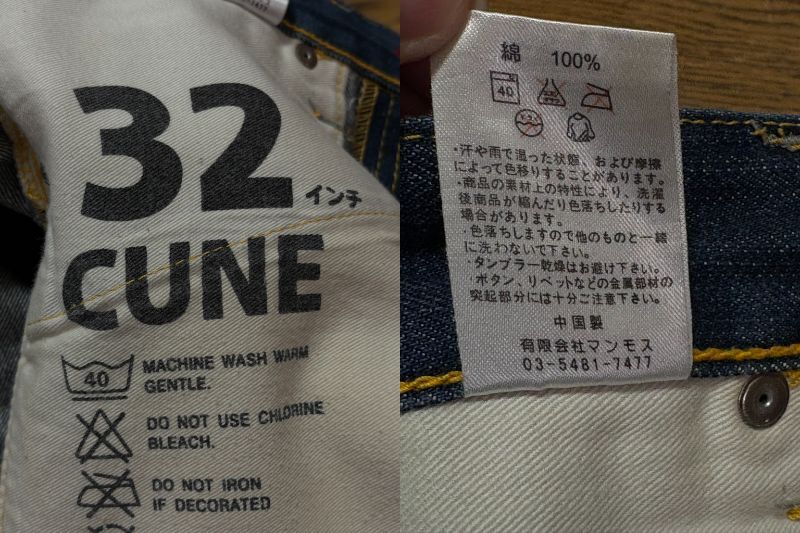 32 インチ
CUNE
40
MACHINE WASH WARM
GENTLE.
DO NOT USE CHLORINE
BLEACH.
DO NOT IRON
IF DECORATED
綿 100%
40
・汗や雨で湿った状態、および摩擦
によって色移りすることがあります。
・商品の素材上の特性により、洗濯
後商品が縮んだり色落ちしたりする
場合があります。
・色落ちしますので他のものと一緒
に洗わないで下さい。
・タンブラー乾燥はお避け下さい。
ボタン、リベットなどの金属部材の
突起部分には十分ご注意下さい。
中国製
有限会社マンモス
03-5481-7477